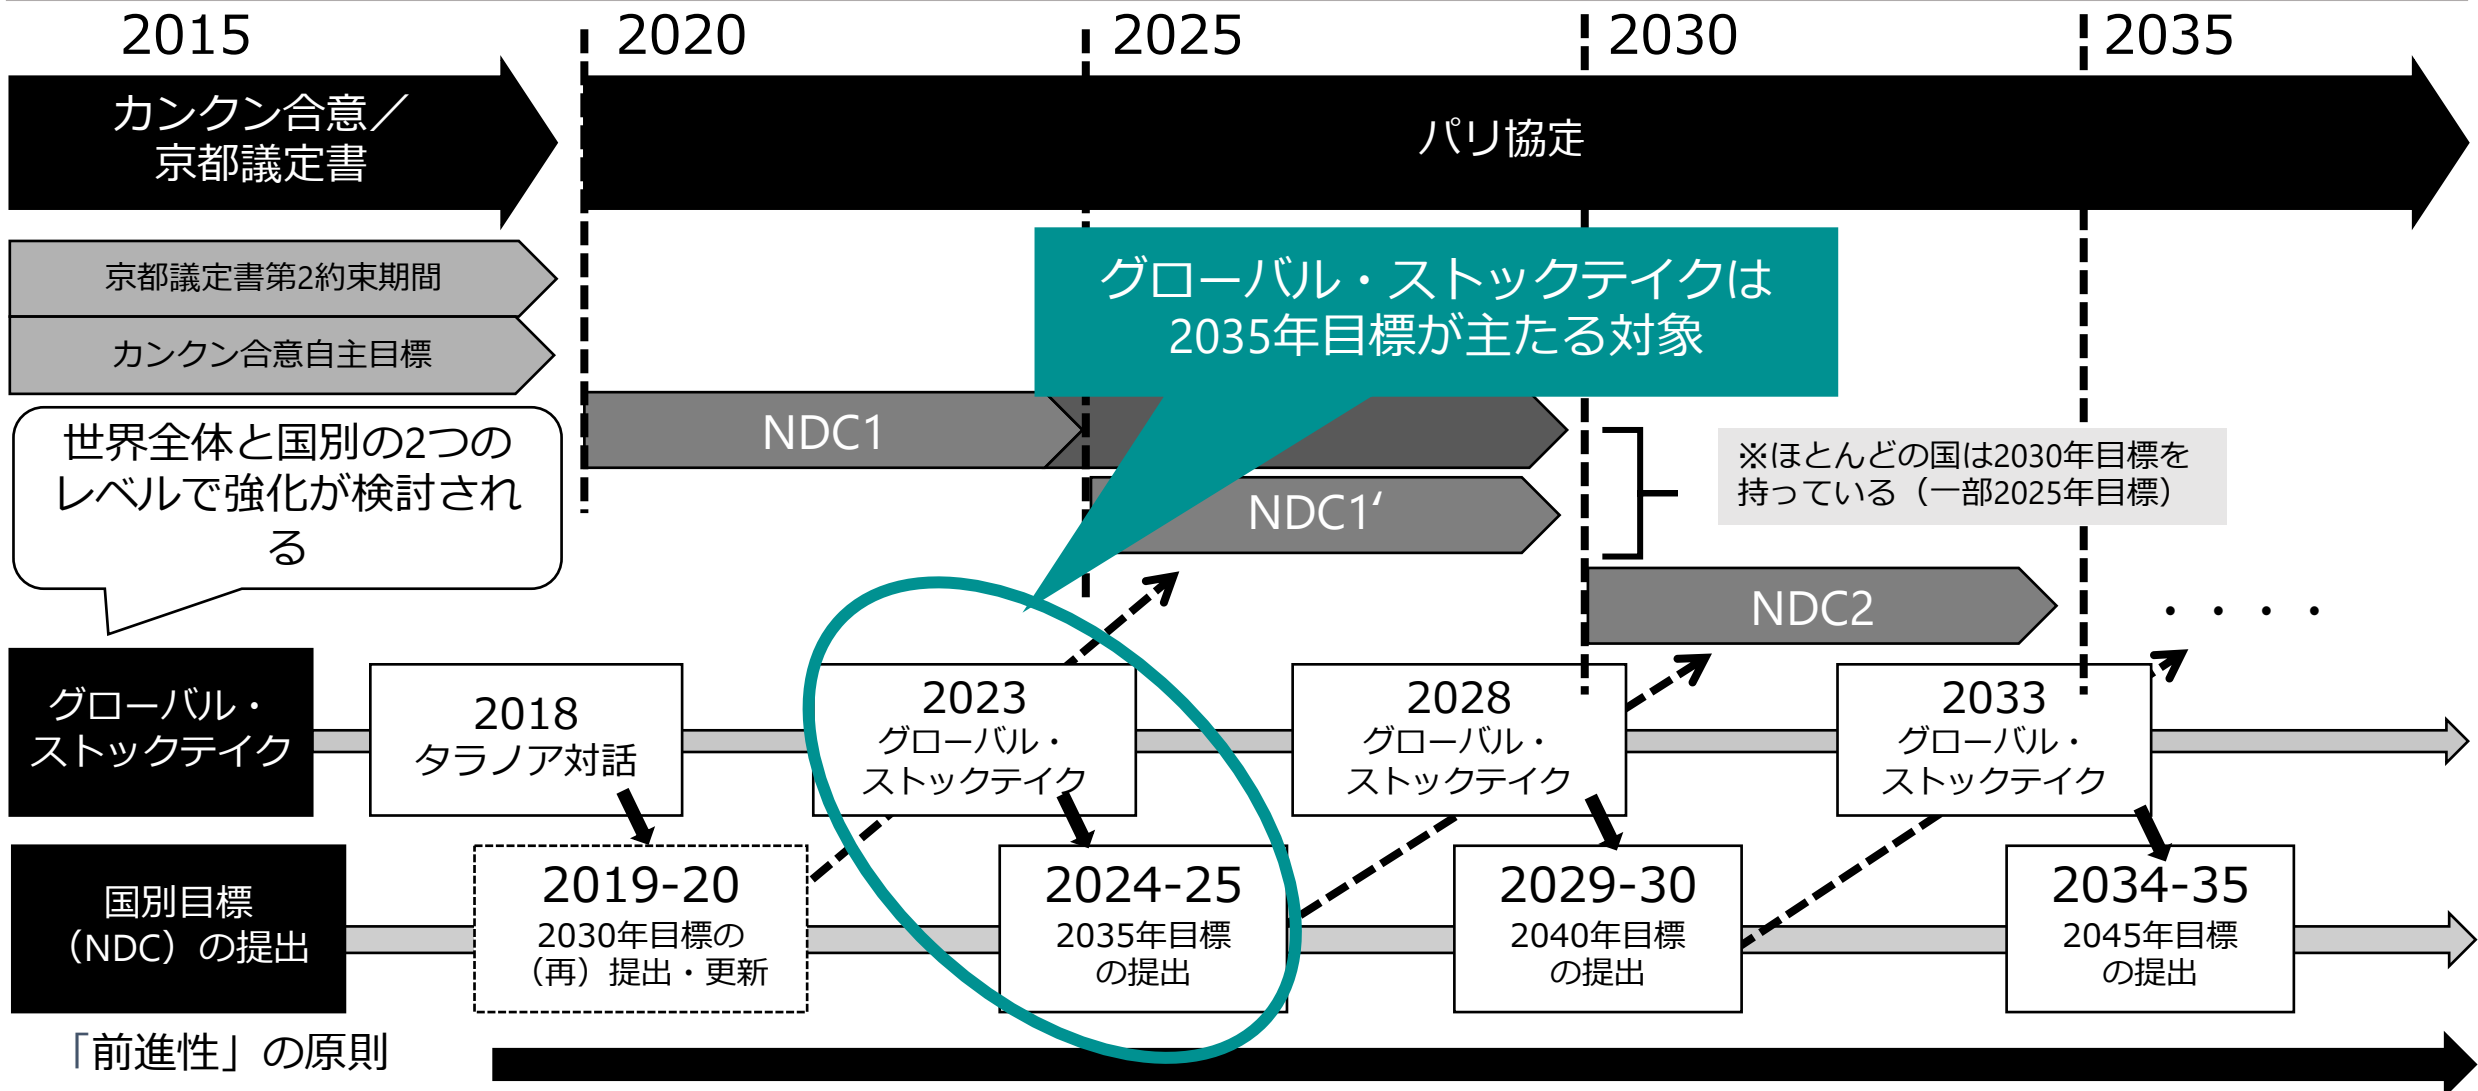 2015
2020
2025
2030
2035
カンクン合意／
京都議定書
パリ協定
京都議定書第2約束期間
カンクン合意自主目標
グローバル・ストックテイクは
2035年目標が主たる対象
世界全体と国別の2つの
レベルで強化が検討され
る
NDC1
NDC1‘
※ほとんどの国は2030年目標を
持っている（一部2025年目標）
NDC2
・・・・
グローバル・
ストックテイク
2018
タラノア対話
2023
グローバル・
ストックテイク
2028
グローバル・
ストックテイク
2033
グローバル・
ストックテイク
国別目標
（NDC）の提出
2019-20
2030年目標の
（再）提出・更新
2024-25
2035年目標
の提出
2029-30
2040年目標
の提出
2034-35
2045年目標
の提出
「前進性」の原則